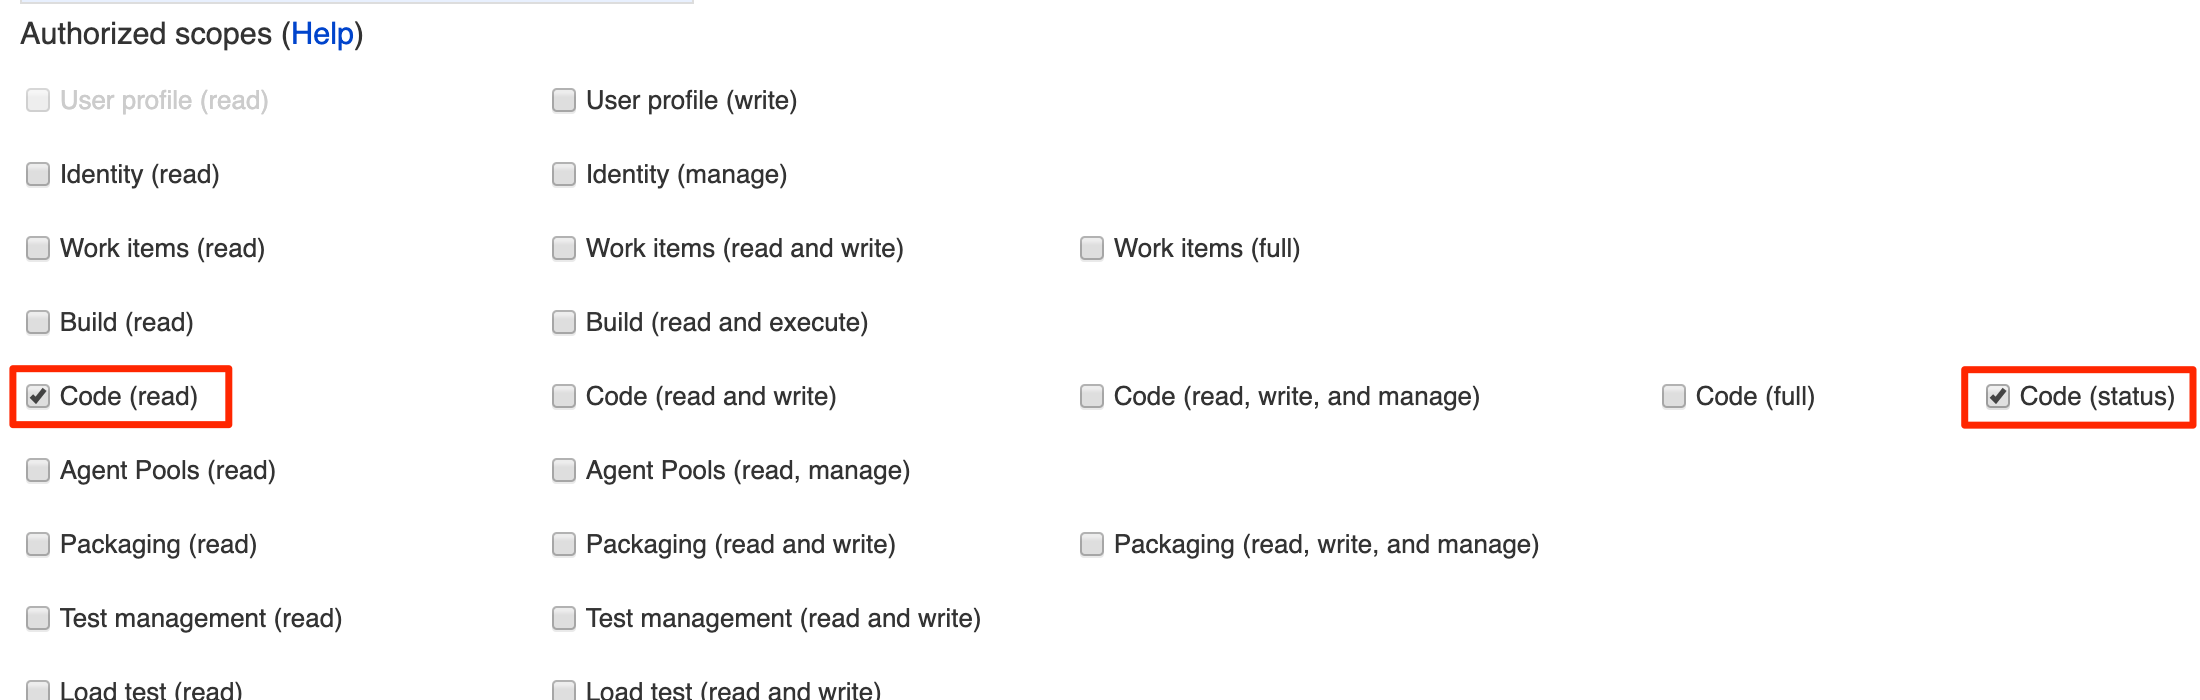 Authorized scopes (Help)
User profile (read) User profile (write)
Identity (read) Identity (manage)
Work items (read) Work items (read and write) Work items (full)
Build (read) Build (read and execute)
Code (read) Code (read and write) Code (read, write, and manage) Code (full) Code (status)
Agent Pools (read) Agent Pools (read, manage)
Packaging (read) Packaging (read and write) Packaging (read, write, and manage)
Test management (read) Test management (read and write)
Load test (read) Load test (read and write)